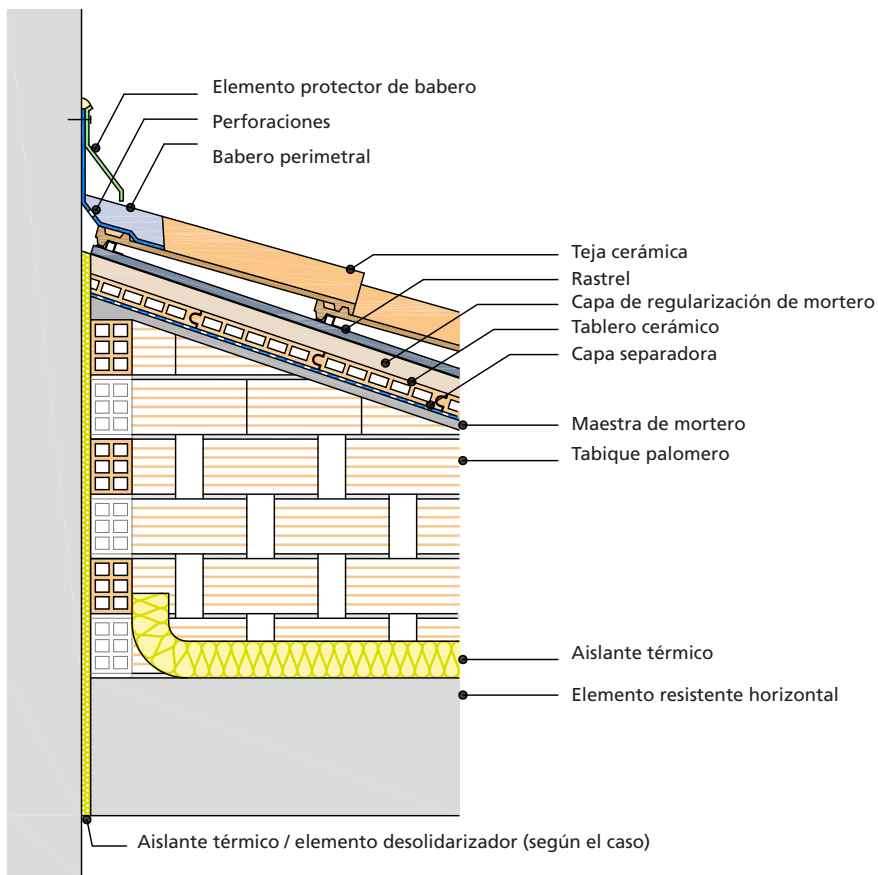 Elemento protector de babero
Perforaciones
Babero perimetral
Teja cerámica
Rastrel
Capa de regularización de mortero
Tablero cerámico
Capa separadora
Maestra de mortero
Tabique palomero
Aislante térmico
Elemento resistente horizontal
Aislante térmico / elemento desolidarizador (según el caso)